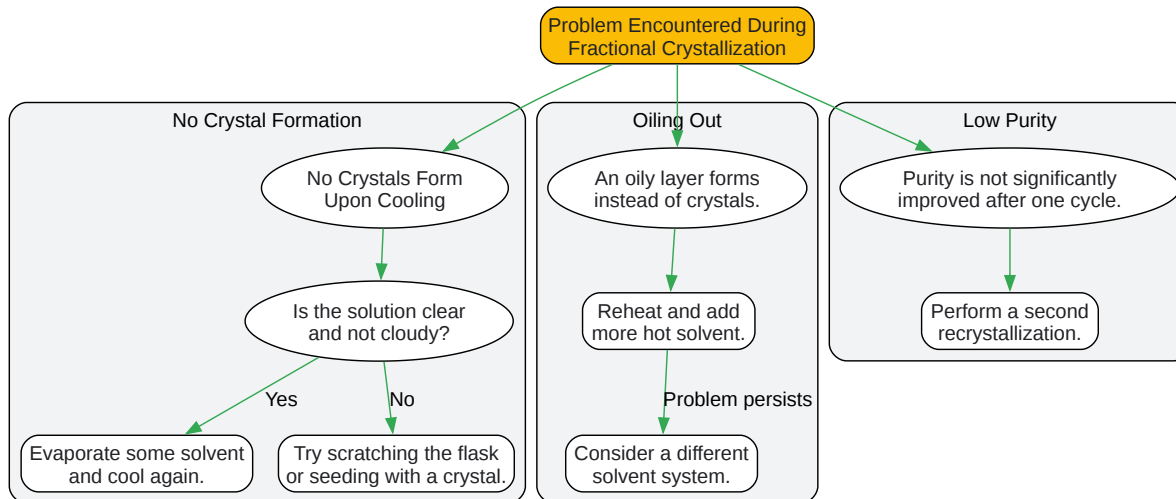 Problem Encountered During
Fractional Crystallization
No Crystal Formation
No Crystals Form
Upon Cooling
Is the solution clear
and not cloudy?
Yes
No
Evaporate some solvent
and cool again.
Try scratching the flask
or seeding with a crystal.
Oiling Out
An oily layer forms
instead of crystals.
Reheat and add
more hot solvent.
Problem persists
Consider a different
solvent system.
Low Purity
Purity is not significantly
improved after one cycle.
Perform a second
recrystallization.